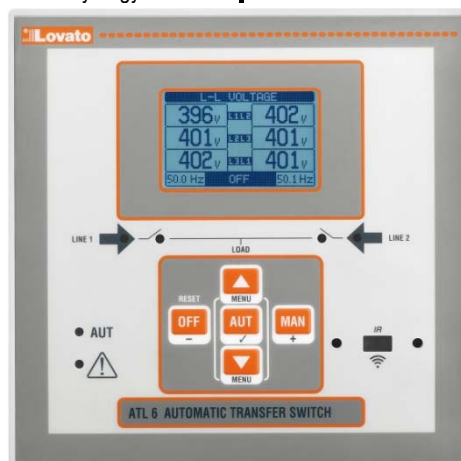 Lovato
L-L VOLTAGE
396V L1L2 402V
401V L2L3 401V
402V L3L1 401V
50.0 Hz OFF 50.1 Hz
LINE 1
LINE 2
LOAD
RESET
MENU
OFF AUT MAN
- ✓ +
MENU
IR
AUT
ATL 6 AUTOMATIC TRANSFER SWITCH